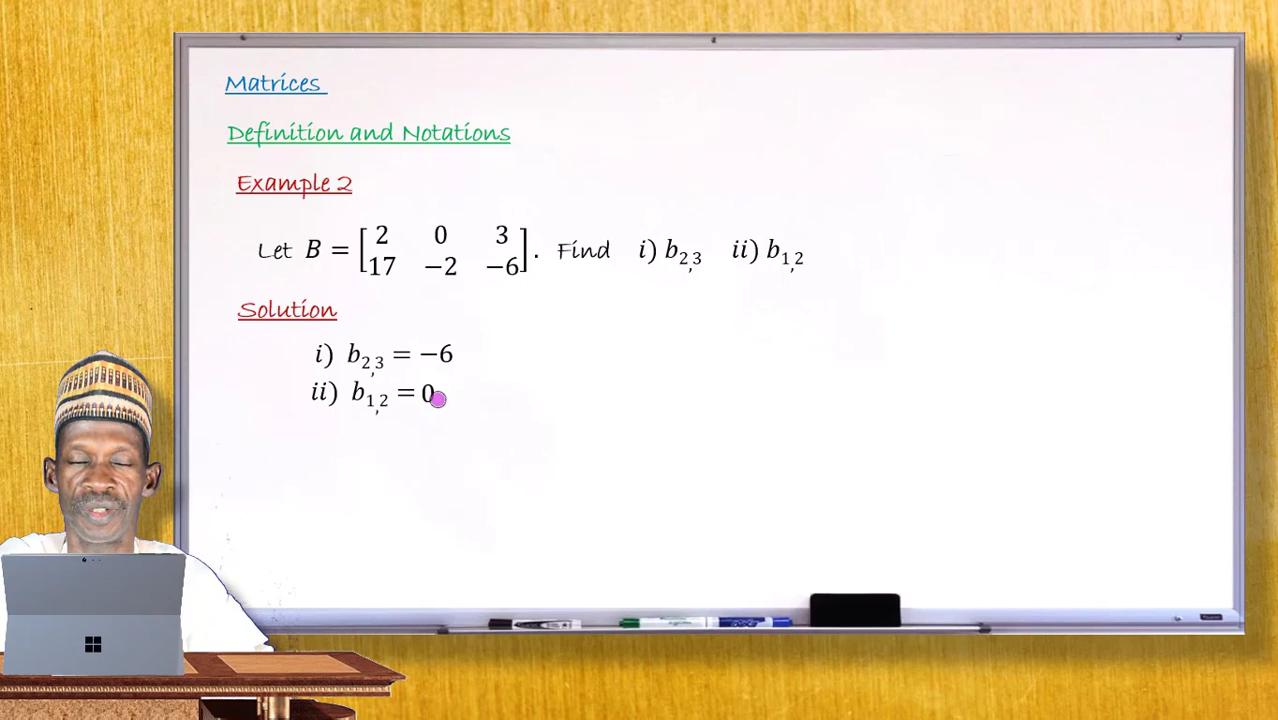 Matrices
Definition and Notations
Example 2
Let B = [2 0 3
17 −2 −6]. Find i) b₂,₃ ii) b₁,₂
Solution
i) b₂,₃ = −6
ii) b₁,₂ = 0